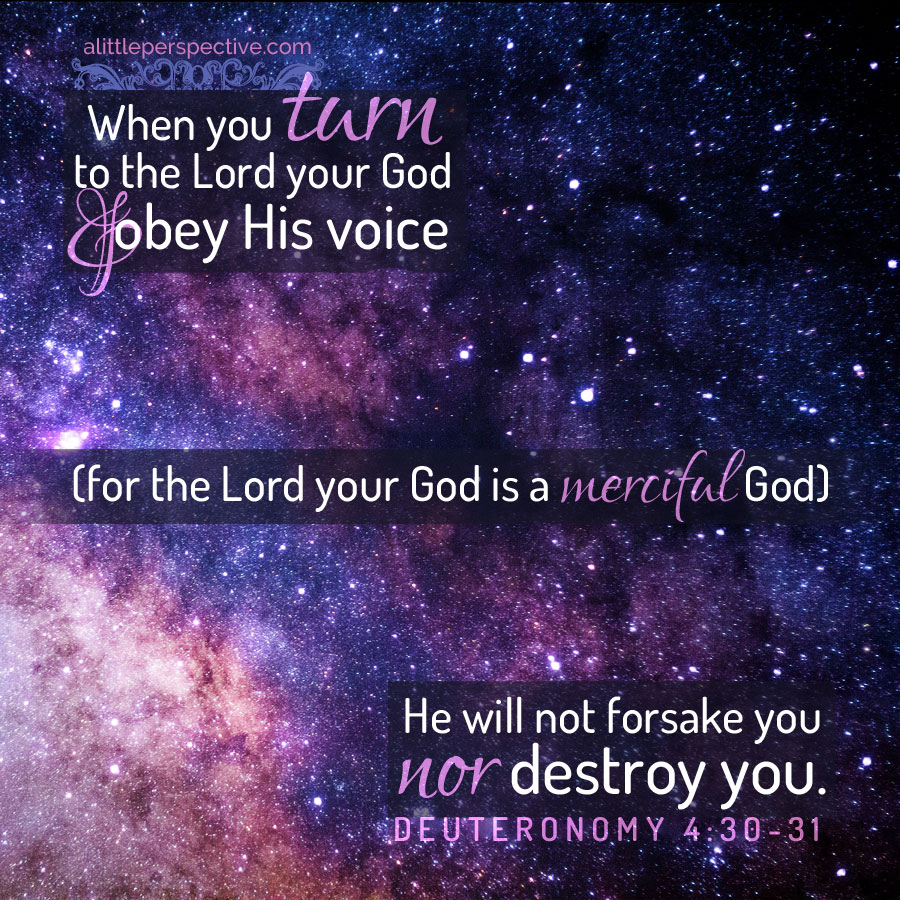 alittleperspective.com
When you turn
to the Lord your God
& obey His voice
(for the Lord your God is a merciful God)
He will not forsake you
nor destroy you.
DEUTERONOMY 4:30-31